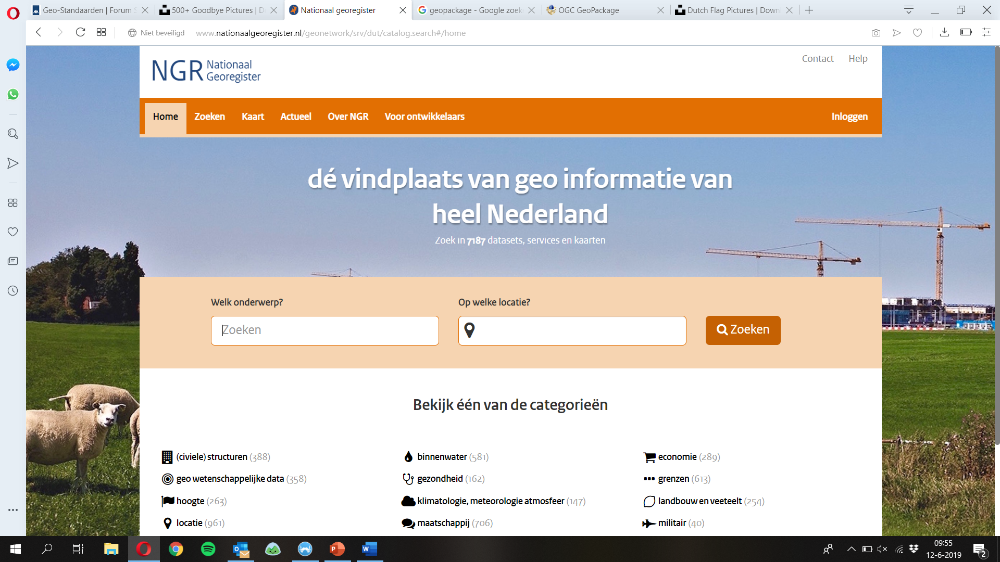 Geo-Standaarden | Forum S
500+ Goodbye Pictures | D
Nationaal georegister
geopackage - Google zoek
OGC GeoPackage
Dutch Flag Pictures | Downl
Niet beveiligd
www.nationaalgeoregister.nl/geonetwork/srv/dut/catalog.search#/home
Contact Help
NGR Nationaal Georegister
Home Zoeken Kaart Actueel Over NGR Voor ontwikkelaars Inloggen
dé vindplaats van geo informatie van
heel Nederland
Zoek in 7187 datasets, services en kaarten
Welk onderwerp? Op welke locatie?
Zoeken Zoeken
Bekijk één van de categorieën
(civiele) structuren (388) binnenwater (581) economie (289)
geo wetenschappelijke data (358) gezondheid (162) grenzen (613)
hoogte (263) klimatologie, meteorologie atmosfeer (147) landbouw en veeteelt (254)
locatie (961) maatschappij (706) militair (40)
09:55
12-6-2019
2